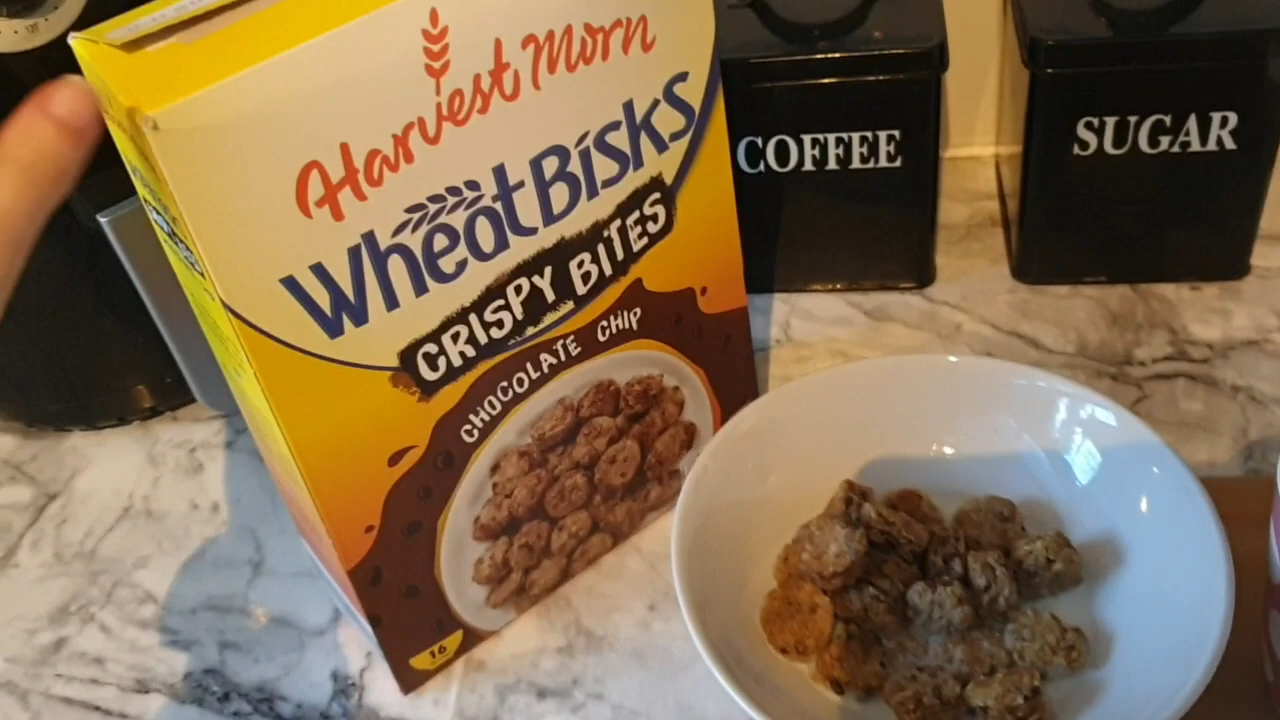 Harvest Morn
WheatBisks
CRISPY BITES
CHOCOLATE CHIP
16
COFFEE
SUGAR